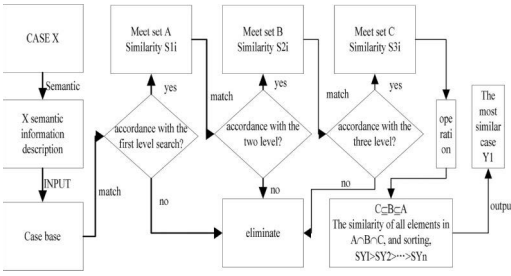 CASE X
Semantic
X semantic
information
description
INPUT
Case base
match
Meet set A
Similarity S1i
yes
accordance with the
first level search?
no
match
Meet set B
Similarity S2i
yes
accordance with the
two level?
no
eliminate
match
Meet set C
Similarity S3i
yes
accordance with the
three level?
no
ope
rati
on
C⊆B⊆A
The similarity of all elements in
A∩B∩C, and sorting,
SY1>SY2>···>SYn
The
most
similar
case
Y1
outpu